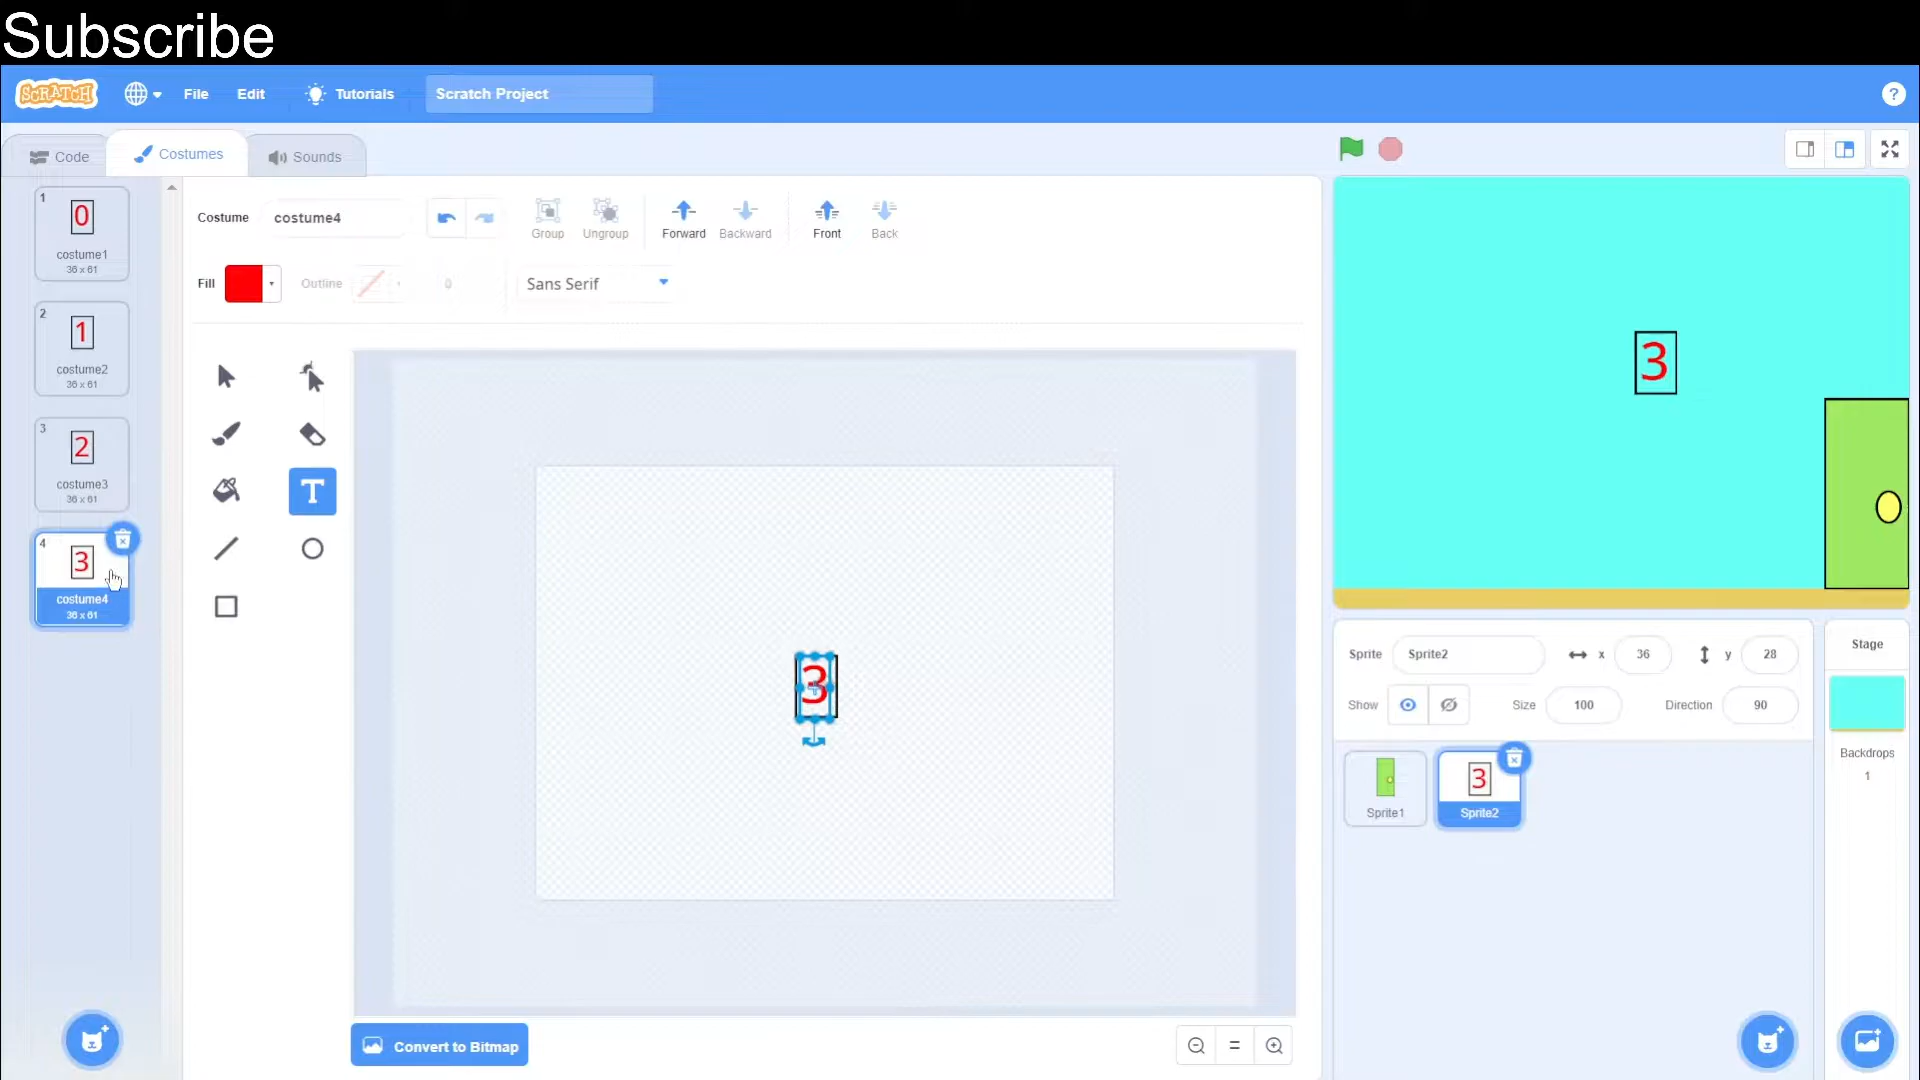 Subscribe
SCRATCH File Edit Tutorials Scratch Project ?
Code Costumes Sounds
1
0
costume1
36 x 61
2
1
costume2
36 x 61
3
2
costume3
36 x 61
4
3
costume4
36 x 61
Costume costume4 Group Ungroup Forward Backward Front Back
Fill Outline 0 Sans Serif
T
3
Convert to Bitmap
=
3
Sprite Sprite2 x 36 y 28
Show Size 100 Direction 90
Sprite1
3
Sprite2
Stage
Backdrops
1